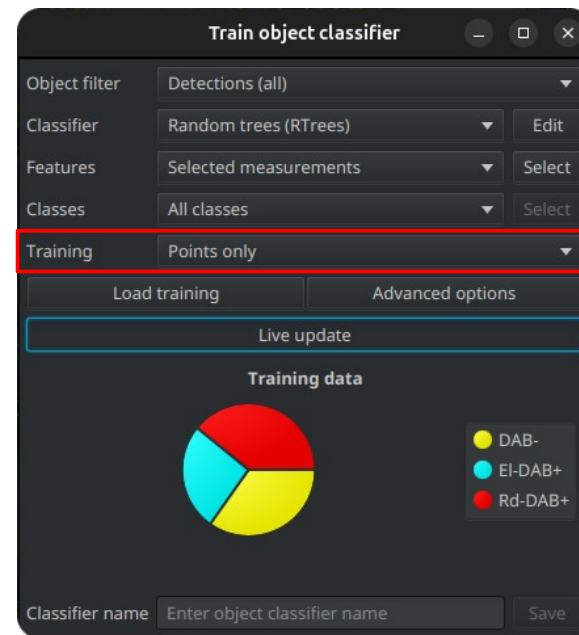 Train object classifier
Object filter Detections (all)
Classifier Random trees (RTrees) Edit
Features Selected measurements Select
Classes All classes Select
Training Points only
Load training Advanced options
Live update
Training data
DAB-
El-DAB+
Rd-DAB+
Classifier name Enter object classifier name Save